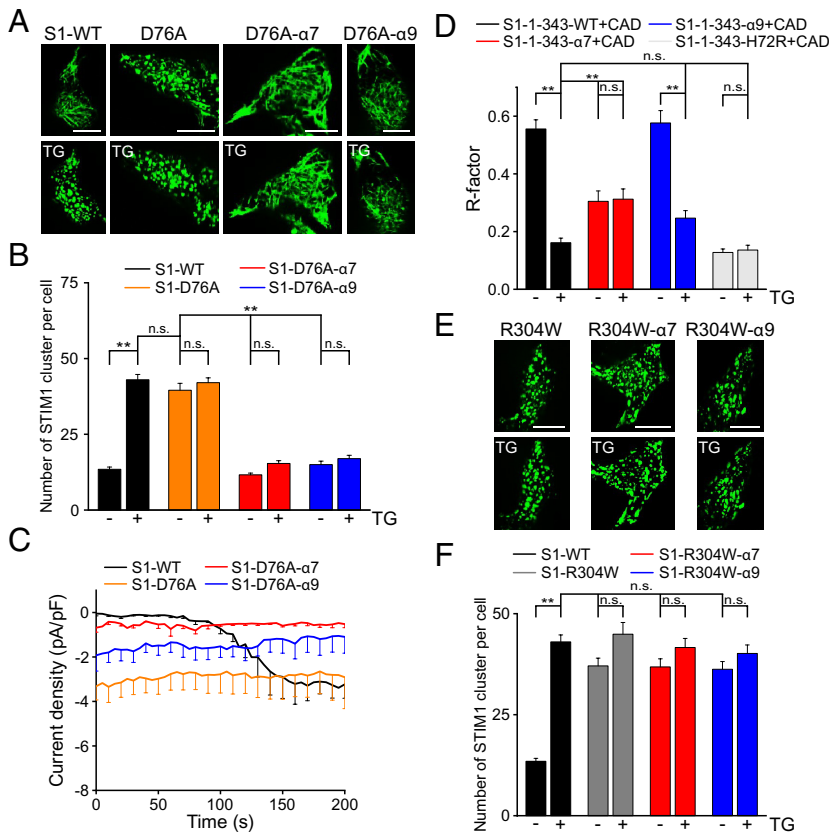 A
S1-WT D76A D76A-α7 D76A-α9
TG TG TG TG
B
S1-WT S1-D76A-α7
S1-D76A S1-D76A-α9
Number of STIM1 cluster per cell
75
50
25
0
** n.s. n.s. ** n.s. n.s.
- + - + - + - + TG
C
S1-WT S1-D76A-α7
S1-D76A S1-D76A-α9
Current density (pA/pF)
0
-2
-4
-6
-8
0 50 100 150 200
Time (s)
D
S1-1-343-WT+CAD S1-1-343-α9+CAD
S1-1-343-α7+CAD S1-1-343-H72R+CAD
n.s.
**
** n.s. ** n.s.
R-factor
0.6
0.4
0.2
0.0
- + - + - + - + TG
E
R304W R304W-α7 R304W-α9
TG TG TG
F
S1-WT S1-R304W-α7
S1-R304W S1-R304W-α9
n.s.
** n.s. n.s. n.s.
Number of STIM1 cluster per cell
50
25
0
- + - + - + - + TG